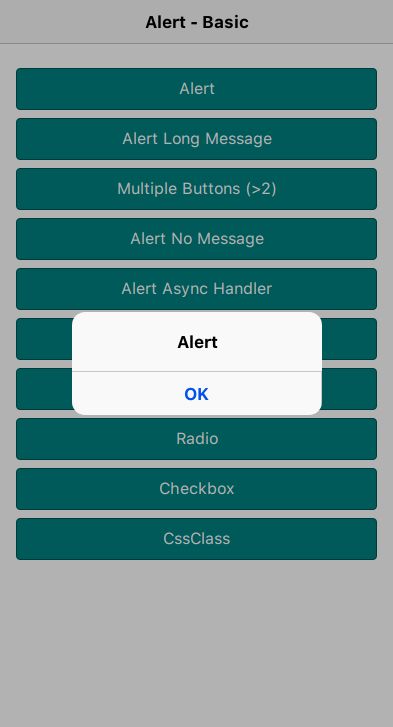 Alert - Basic
Alert
Alert Long Message
Multiple Buttons (>2)
Alert No Message
Alert Async Handler
Alert
OK
Radio
Checkbox
CssClass